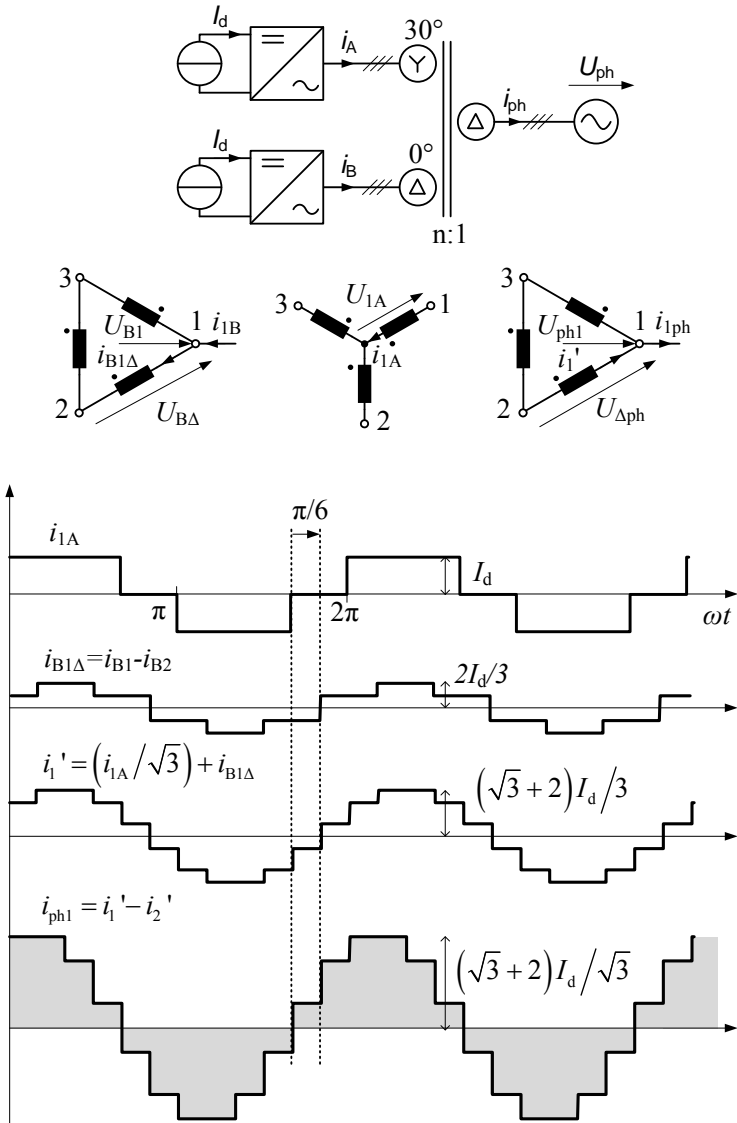 I_d i_A 30°
U_ph
i_ph
I_d i_B 0°
n:1
3 U_B1 1 i_1B
i_B1Δ
2 U_BΔ
3 U_1A 1
i_1A
2
3 U_ph1 1 i_1ph
i_1'
2 U_Δph
π/6
i_1A
I_d
π 2π ωt
i_B1Δ=i_B1-i_B2
2I_d/3
i_1'=(i_1A/√3)+i_B1Δ
(√3+2)I_d/3
i_ph1=i_1'−i_2'
(√3+2)I_d/√3